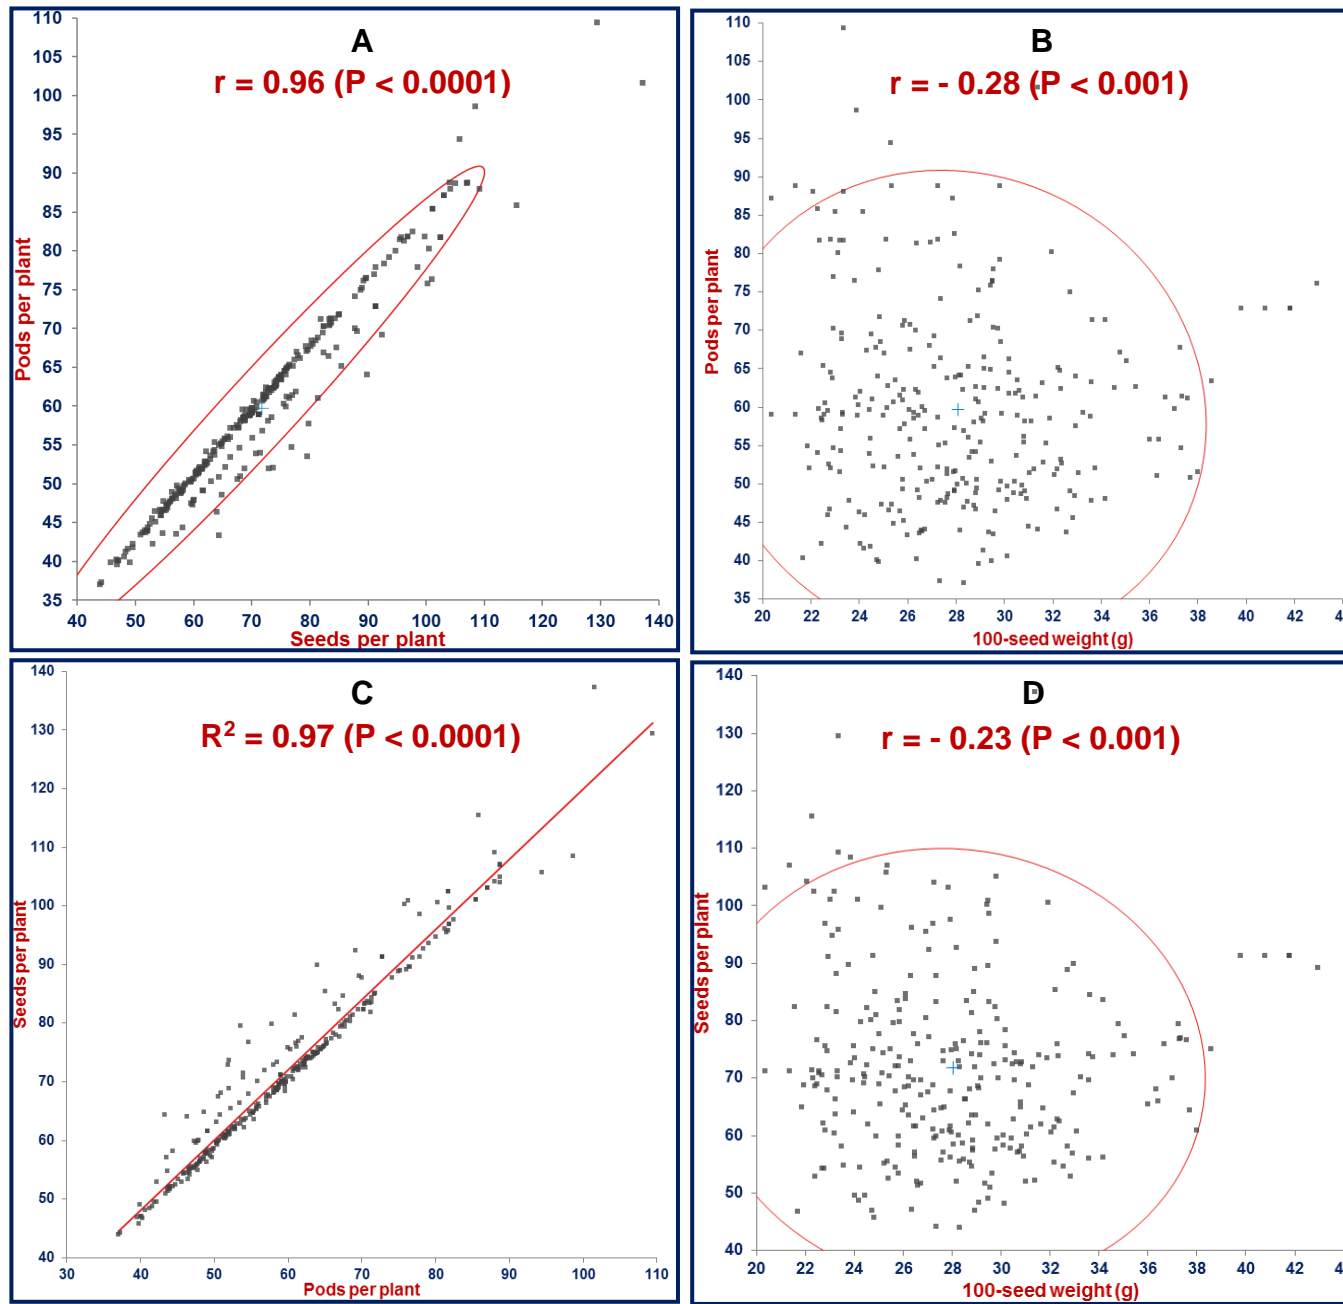 A
r = 0.96 (P < 0.0001)
110
105
100
95
90
85
80
75
70
65
60
55
50
45
40
35
Pods per plant
40 50 60 70 80 90 100 110 120 130 140
Seeds per plant
B
r = - 0.28 (P < 0.001)
110
105
100
95
90
85
80
75
70
65
60
55
50
45
40
35
Pods per plant
20 22 24 26 28 30 32 34 36 38 40 42
100-seed weight (g)
C
R² = 0.97 (P < 0.0001)
140
130
120
110
100
90
80
70
60
50
40
Seeds per plant
30 40 50 60 70 80 90 100 110
Pods per plant
D
r = - 0.23 (P < 0.001)
140
130
120
110
100
90
80
70
60
50
40
Seeds per plant
20 22 24 26 28 30 32 34 36 38 40 42
100-seed weight (g)